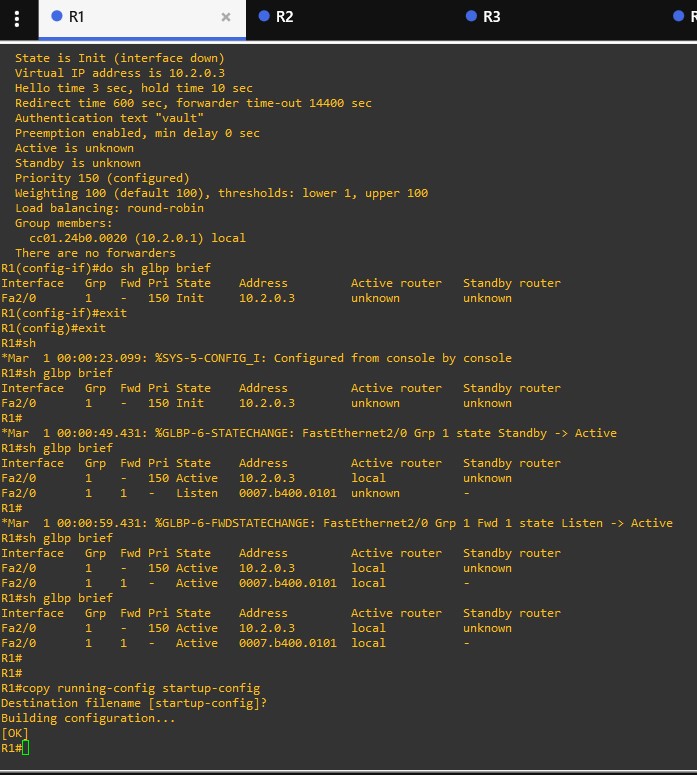 R1 × R2 R3 R
State is Init (interface down)
Virtual IP address is 10.2.0.3
Hello time 3 sec, hold time 10 sec
Redirect time 600 sec, forwarder time-out 14400 sec
Authentication text "vault"
Preemption enabled, min delay 0 sec
Active is unknown
Standby is unknown
Priority 150 (configured)
Weighting 100 (default 100), thresholds: lower 1, upper 100
Load balancing: round-robin
Group members:
cc01.24b0.0020 (10.2.0.1) local
There are no forwarders
R1(config-if)#do sh glbp brief
Interface   Grp  Fwd Pri State    Address         Active router   Standby router
Fa2/0       1    -   150 Init     10.2.0.3        unknown         unknown
R1(config-if)#exit
R1(config)#exit
R1#sh
*Mar  1 00:00:23.099: %SYS-5-CONFIG_I: Configured from console by console
R1#sh glbp brief
Interface   Grp  Fwd Pri State    Address         Active router   Standby router
Fa2/0       1    -   150 Init     10.2.0.3        unknown         unknown
R1#
*Mar  1 00:00:49.431: %GLBP-6-STATECHANGE: FastEthernet2/0 Grp 1 state Standby -> Active
R1#sh glbp brief
Interface   Grp  Fwd Pri State    Address         Active router   Standby router
Fa2/0       1    -   150 Active   10.2.0.3        local           unknown
Fa2/0       1    1   -   Listen   0007.b400.0101  unknown         -
R1#
*Mar  1 00:00:59.431: %GLBP-6-FWDSTATECHANGE: FastEthernet2/0 Grp 1 Fwd 1 state Listen -> Active
R1#sh glbp brief
Interface   Grp  Fwd Pri State    Address         Active router   Standby router
Fa2/0       1    -   150 Active   10.2.0.3        local           unknown
Fa2/0       1    1   -   Active   0007.b400.0101  local           -
R1#sh glbp brief
Interface   Grp  Fwd Pri State    Address         Active router   Standby router
Fa2/0       1    -   150 Active   10.2.0.3        local           unknown
Fa2/0       1    1   -   Active   0007.b400.0101  local           -
R1#
R1#
R1#copy running-config startup-config
Destination filename [startup-config]?
Building configuration...
[OK]
R1#